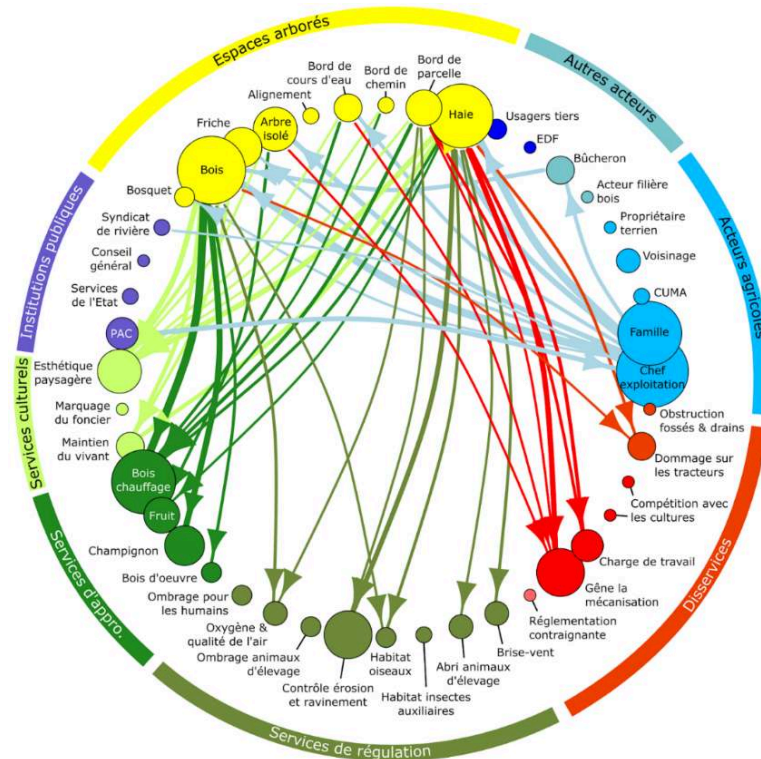 Espaces arborés
Autres acteurs
Acteurs agricoles
Disservices
Services de régulation
Services d'appro.
Services culturels
Institutions publiques
Bord de
cours d'eau
Bord de
chemin
Bord de
parcelle
Haie
Alignement
Arbre
isolé
Friche
Bois
Bosquet
Usagers tiers
EDF
Bûcheron
Acteur filière
bois
Propriétaire
terrien
Voisinage
CUMA
Famille
Chef
exploitation
Obstruction
fossés & drains
Dommage sur
les tracteurs
Compétition avec
les cultures
Charge de travail
Gêne la
mécanisation
Réglementation
contraignante
Brise-vent
Abri animaux
d'élevage
Habitat insectes
auxiliaires
Habitat
oiseaux
Contrôle érosion
et ravinement
Ombrage animaux
d'élevage
Oxygène &
qualité de l'air
Ombrage pour
les humains
Bois d'oeuvre
Champignon
Fruit
Bois
chauffage
Maintien
du vivant
Marquage
du foncier
Esthétique
paysagère
PAC
Services
de l'Etat
Conseil
général
Syndicat
de rivière